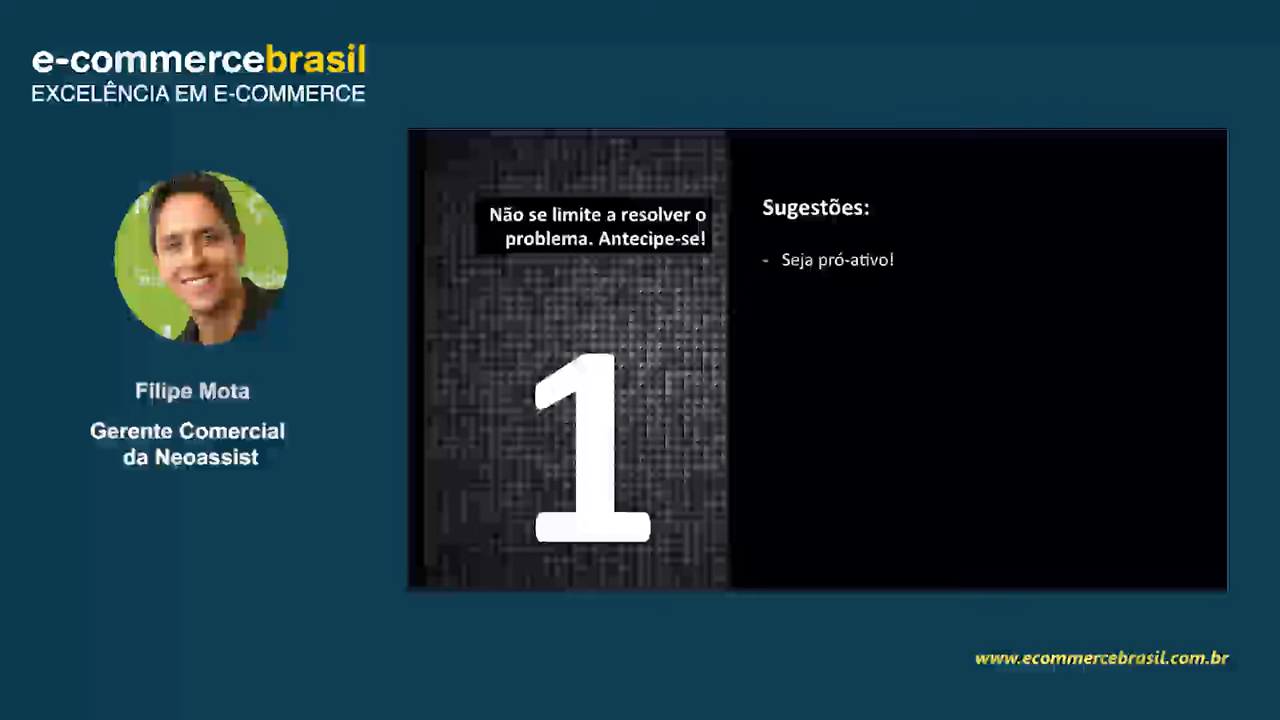 e-commercebrasil
EXCELÊNCIA EM E-COMMERCE
Filipe Mota
Gerente Comercial
da Neoassist
Não se limite a resolver o
problema. Antecipe-se!
1
Sugestões:
- Seja pró-ativo!
www.ecommercebrasil.com.br